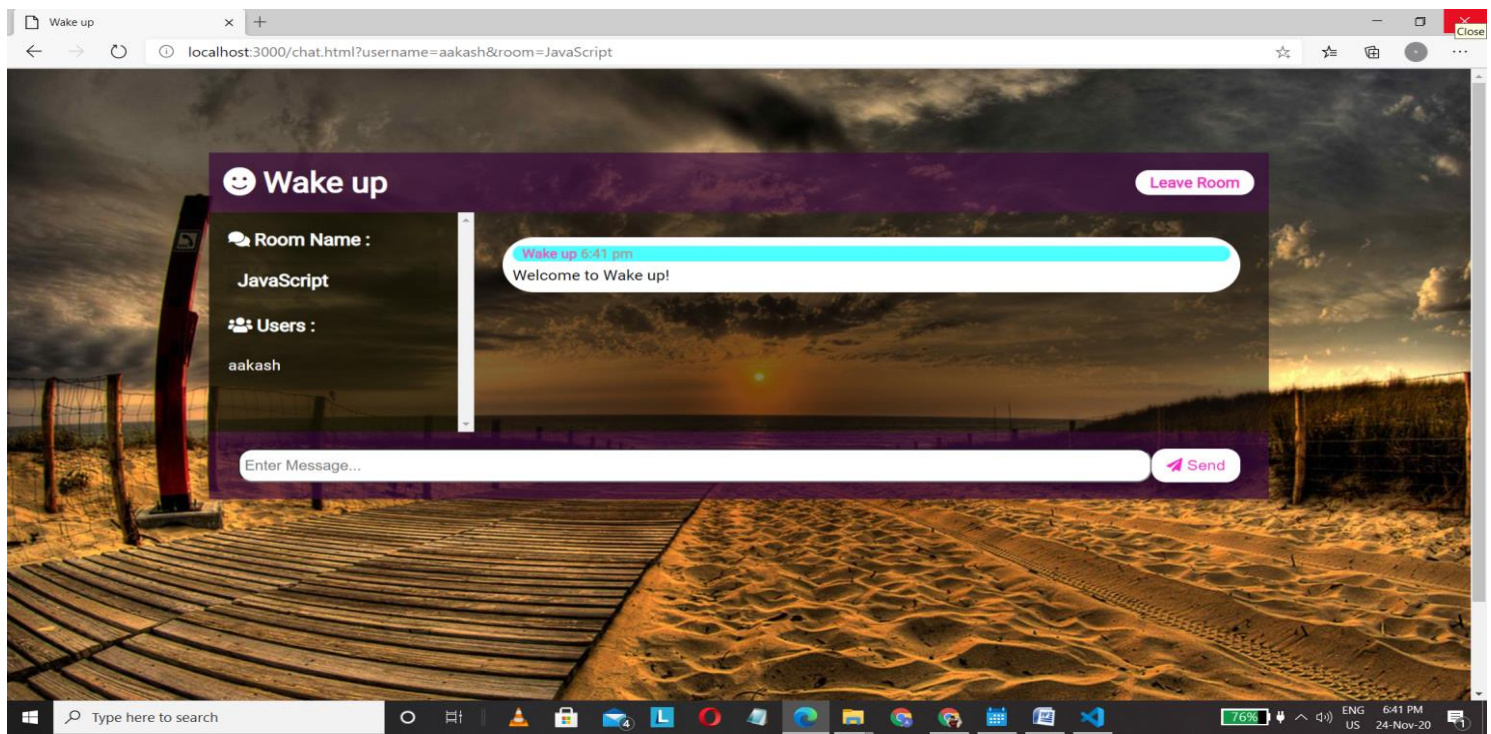 Wake up
Close
localhost:3000/chat.html?username=aakash&room=JavaScript
Wake up
Leave Room
Room Name :
JavaScript
Users :
aakash
Wake up 6:41 pm
Welcome to Wake up!
Enter Message...
Send
Type here to search
4
L
76%
ENG
US
6:41 PM
24-Nov-20
1